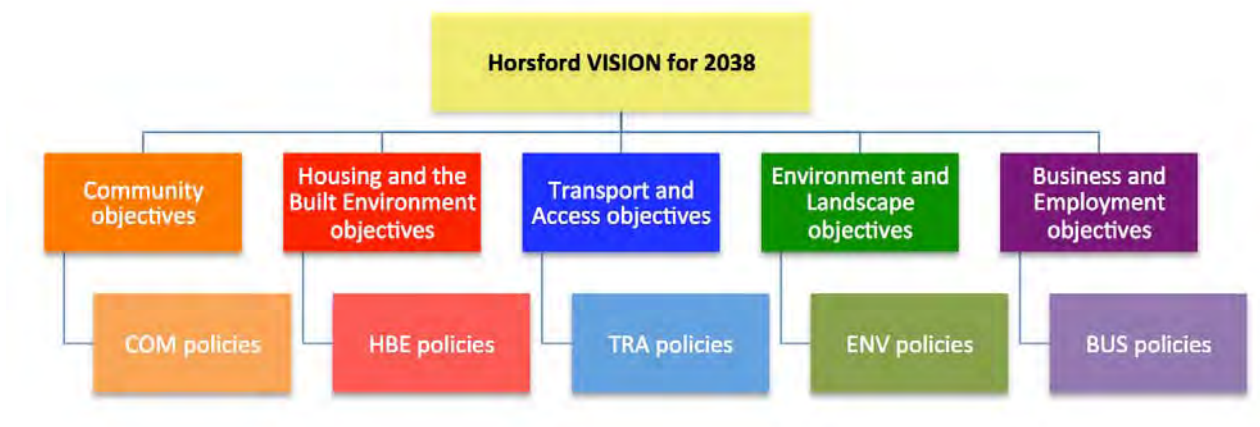 Horsford VISION for 2038
Community
objectives
Housing and the
Built Environment
objectives
Transport and
Access objectives
Environment and
Landscape
objectives
Business and
Employment
objectives
COM policies
HBE policies
TRA policies
ENV policies
BUS policies